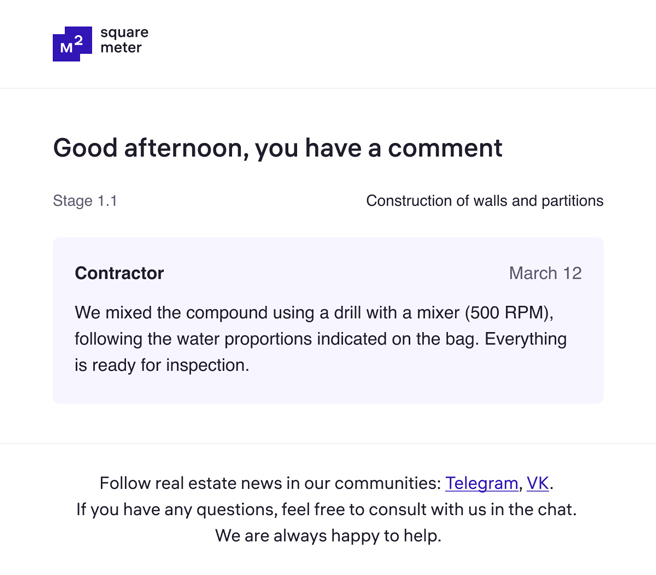 M2
square
meter
Good afternoon, you have a comment
Stage 1.1
Construction of walls and partitions
Contractor
March 12
We mixed the compound using a drill with a mixer (500 RPM),
following the water proportions indicated on the bag. Everything
is ready for inspection.
Follow real estate news in our communities: Telegram, VK.
If you have any questions, feel free to consult with us in the chat.
We are always happy to help.